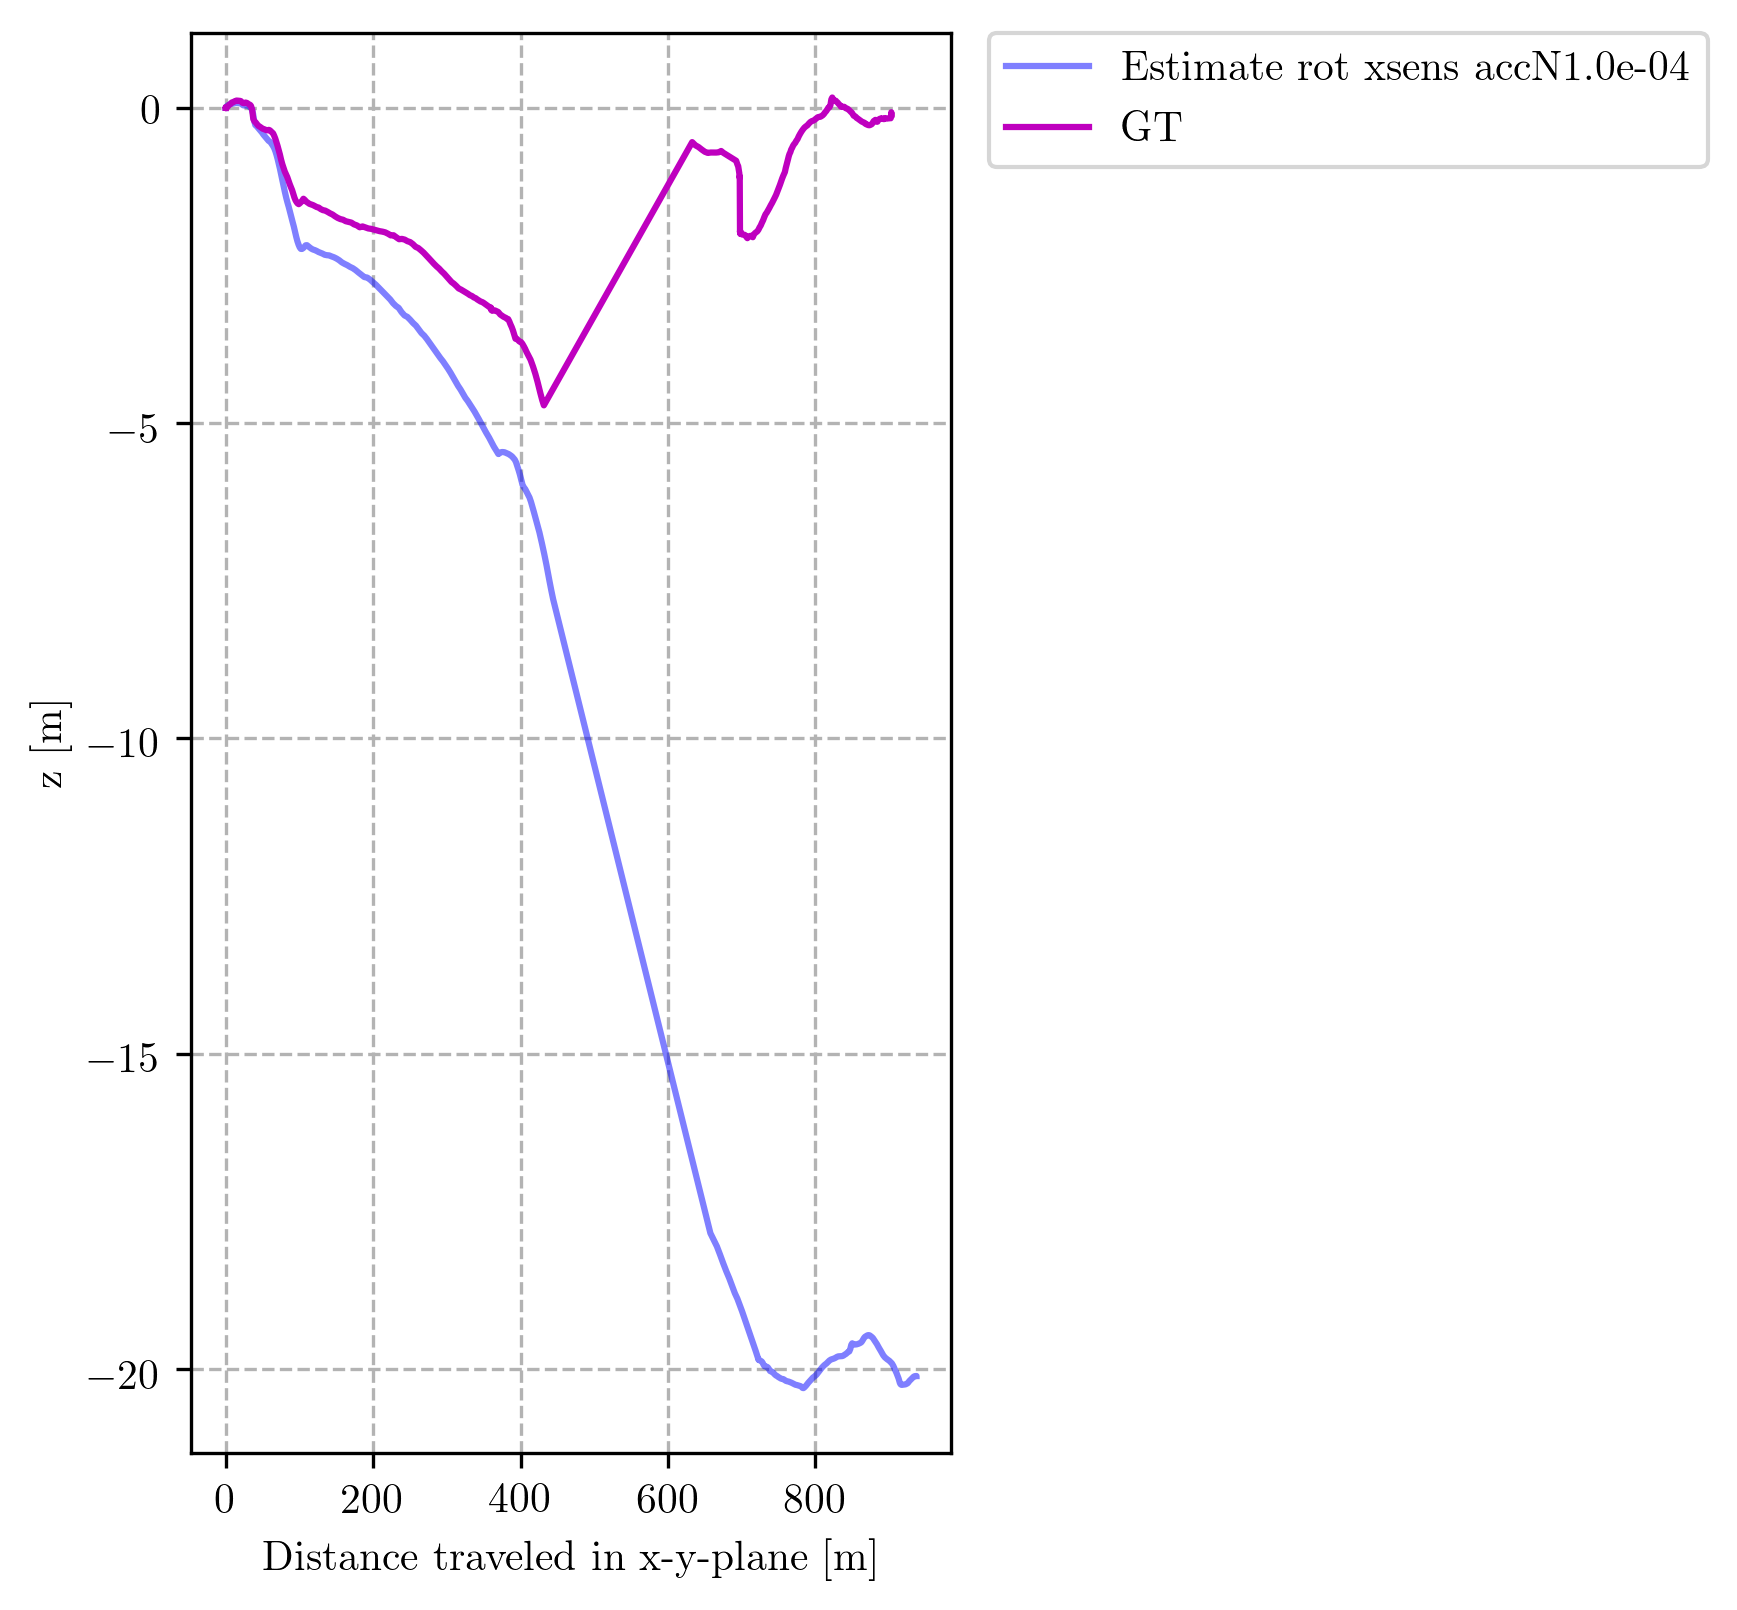 Estimate rot xsens accN1.0e-04
GT
0
−5
−10
−15
−20
z [m]
0 200 400 600 800
Distance traveled in x-y-plane [m]